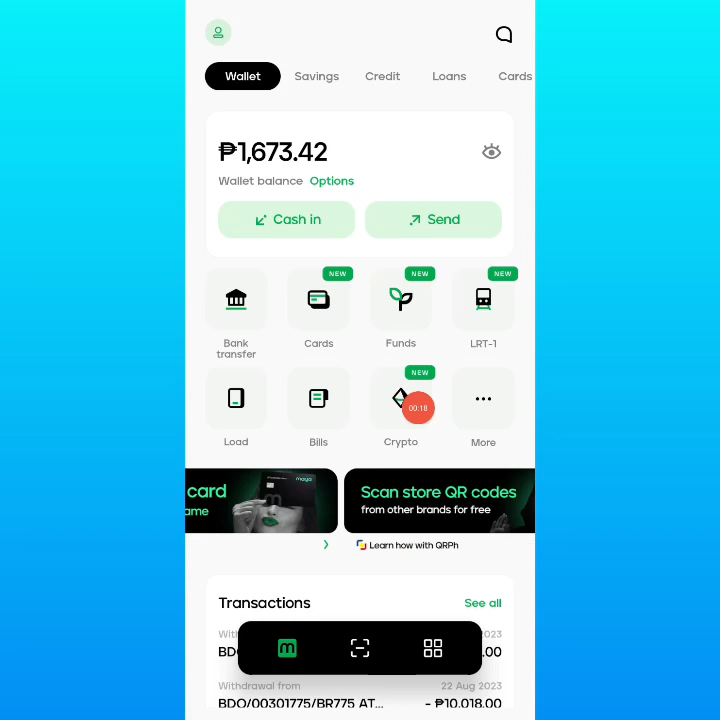 Wallet Savings Credit Loans Cards
₱1,673.42
Wallet balance Options
Cash in Send
NEW NEW NEW
Bank transfer Cards Funds LRT-1
NEW
00:18
Load Bills Crypto More
card
ame
maya
Scan store QR codes
from other brands for free
Learn how with QRPh
Transactions See all
With 2023
BD .00
Withdrawal from 22 Aug 2023
BDO/00301775/BR775 AT... - ₱10,018.00